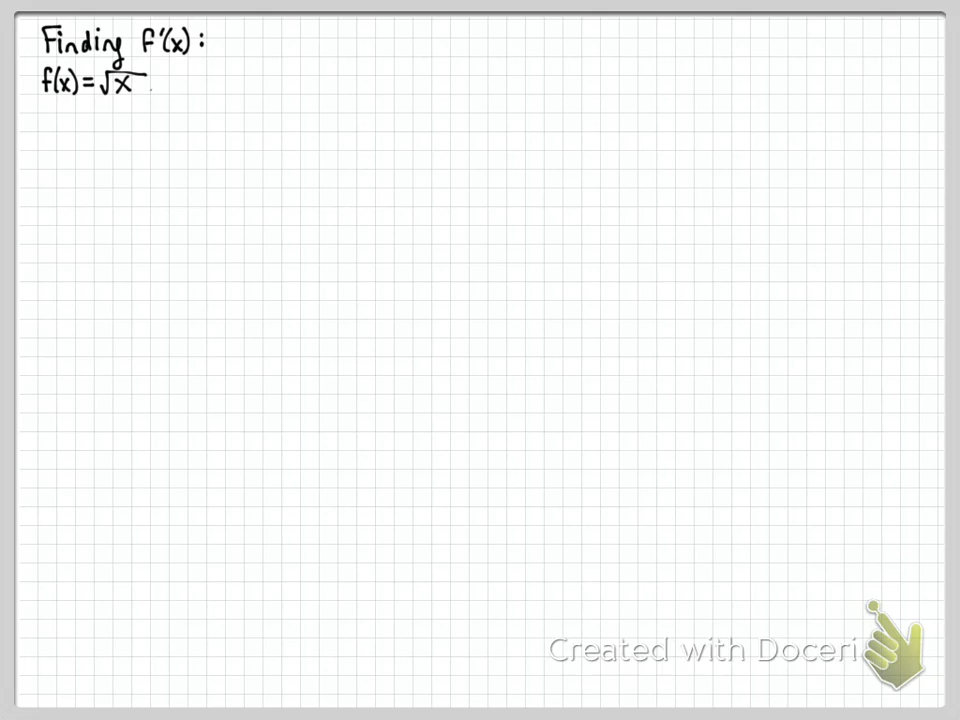 Finding f'(x):
f(x)=√x
Created with Doceri